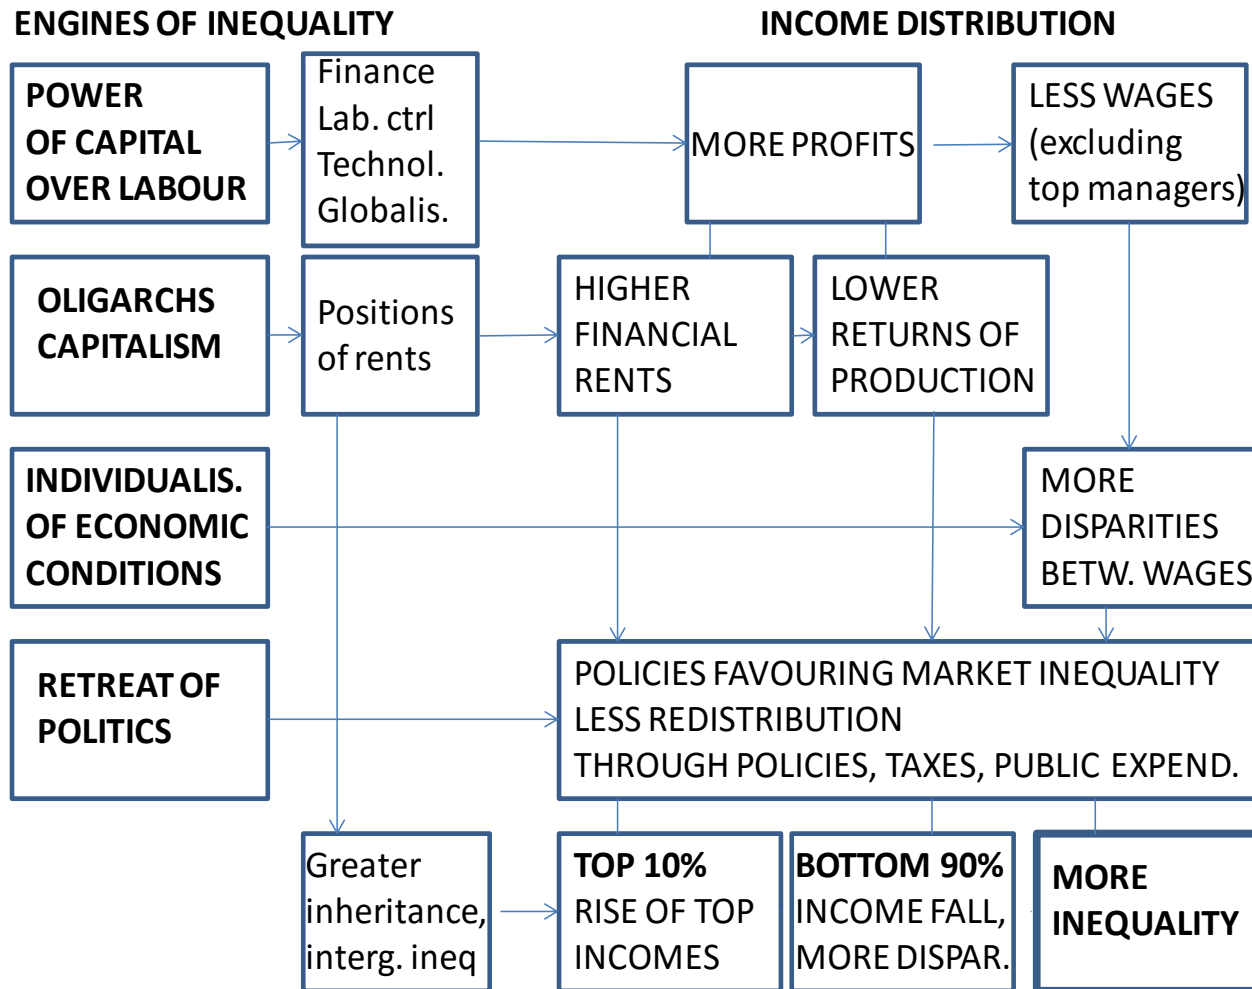 ENGINES OF INEQUALITY
INCOME DISTRIBUTION
POWER
OF CAPITAL
OVER LABOUR
Finance
Lab. ctrl
Technol.
Globalis.
MORE PROFITS
LESS WAGES
(excluding
top managers)
OLIGARCHS
CAPITALISM
Positions
of rents
HIGHER
FINANCIAL
RENTS
LOWER
RETURNS OF
PRODUCTION
INDIVIDUALIS.
OF ECONOMIC
CONDITIONS
MORE
DISPARITIES
BETW. WAGES
RETREAT OF
POLITICS
POLICIES FAVOURING MARKET INEQUALITY
LESS REDISTRIBUTION
THROUGH POLICIES, TAXES, PUBLIC EXPEND.
Greater
inheritance,
interg. ineq
TOP 10%
RISE OF TOP
INCOMES
BOTTOM 90%
INCOME FALL,
MORE DISPAR.
MORE
INEQUALITY